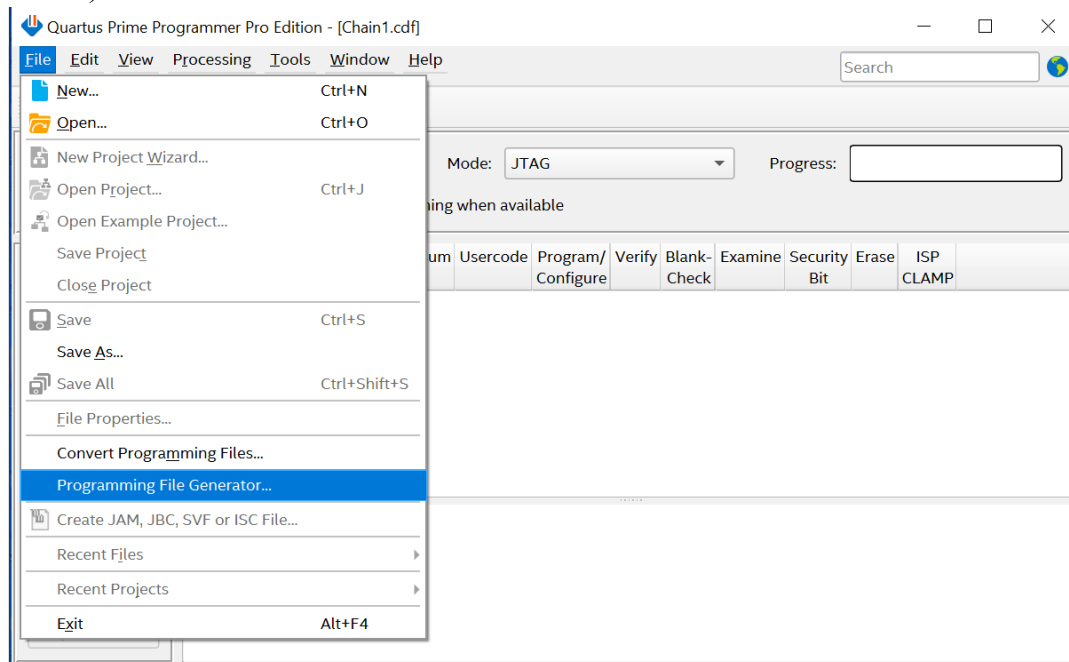 Quartus Prime Programmer Pro Edition - [Chain1.cdf]
File Edit View Processing Tools Window Help
Search
New... Ctrl+N
Open... Ctrl+O
New Project Wizard...
Mode: JTAG Progress:
Open Project... Ctrl+J
ing when available
Open Example Project...
Save Project
um Usercode Program/ Verify Blank- Examine Security Erase ISP
Configure Check Bit CLAMP
Close Project
Save Ctrl+S
Save As...
Save All Ctrl+Shift+S
File Properties...
Convert Programming Files...
Programming File Generator...
Create JAM, JBC, SVF or ISC File...
Recent Files
Recent Projects
Exit Alt+F4